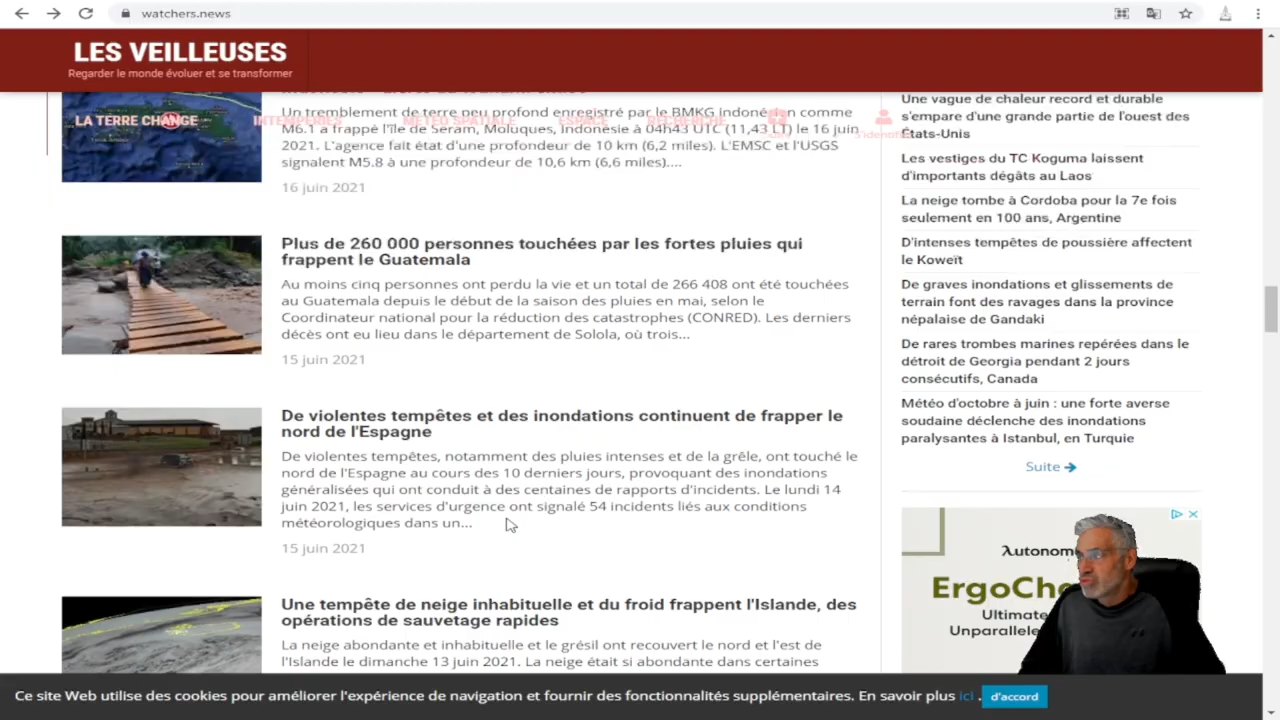 watchers.news
LES VEILLEUSES
Regarder le monde évoluer et se transformer
LA TERRE CHANGE
INTEMPÉRIES
MÉTÉO SPATIALE
ESPACE
RECHERCHE
Un tremblement de terre peu profond enregistré par le BMKG indonésien comme
M6.1 a frappé l'île de Seram, Moluques, Indonésie à 04h43 UTC (11,43 LT) le 16 juin
2021. L'agence fait état d'une profondeur de 10 km (6,2 miles). L'EMSC et l'USGS
signalent M5.8 à une profondeur de 10,6 km (6,6 miles)....
16 juin 2021
Plus de 260 000 personnes touchées par les fortes pluies qui
frappent le Guatemala
Au moins cinq personnes ont perdu la vie et un total de 266 408 ont été touchées
au Guatemala depuis le début de la saison des pluies en mai, selon le
Coordinateur national pour la réduction des catastrophes (CONRED). Les derniers
décès ont eu lieu dans le département de Solola, où trois...
15 juin 2021
De violentes tempêtes et des inondations continuent de frapper le
nord de l'Espagne
De violentes tempêtes, notamment des pluies intenses et de la grêle, ont touché le
nord de l'Espagne au cours des 10 derniers jours, provoquant des inondations
généralisées qui ont conduit à des centaines de rapports d'incidents. Le lundi 14
juin 2021, les services d'urgence ont signalé 54 incidents liés aux conditions
météorologiques dans un...
15 juin 2021
Une tempête de neige inhabituelle et du froid frappent l'Islande, des
opérations de sauvetage rapides
La neige abondante et inhabituelle et le grésil ont recouvert le nord et l'est de
l'Islande le dimanche 13 juin 2021. La neige était si abondante dans certaines
Une vague de chaleur record et durable
s'empare d'une grande partie de l'ouest des
États-Unis
Les vestiges du TC Koguma laissent
d'importants dégâts au Laos
La neige tombe à Cordoba pour la 7e fois
seulement en 100 ans, Argentine
D'intenses tempêtes de poussière affectent
le Koweït
De graves inondations et glissements de
terrain font des ravages dans la province
népalaise de Gandaki
De rares trombes marines repérées dans le
détroit de Georgia pendant 2 jours
consécutifs, Canada
Météo d'octobre à juin : une forte averse
soudaine déclenche des inondations
paralysantes à Istanbul, en Turquie
Suite
Autonom
ErgoCh
Ultimate
Unparallele
Ce site Web utilise des cookies pour améliorer l'expérience de navigation et fournir des fonctionnalités supplémentaires. En savoir plus ici . d'accord